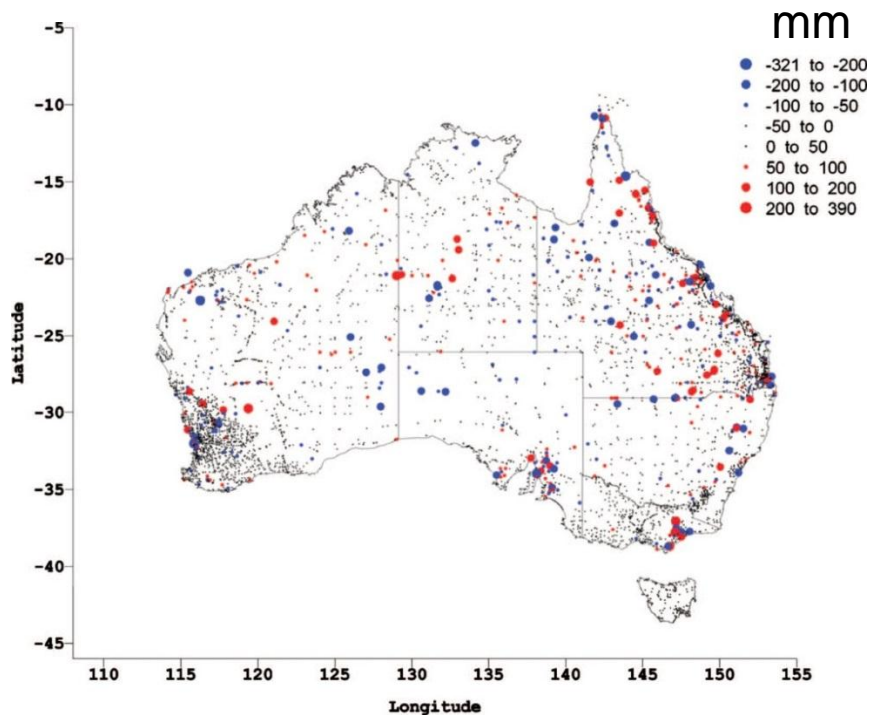 mm
-321 to -200
-200 to -100
-100 to -50
-50 to 0
0 to 50
50 to 100
100 to 200
200 to 390
-5
-10
-15
-20
-25
-30
-35
-40
-45
Latitude
110 115 120 125 130 135 140 145 150 155
Longitude